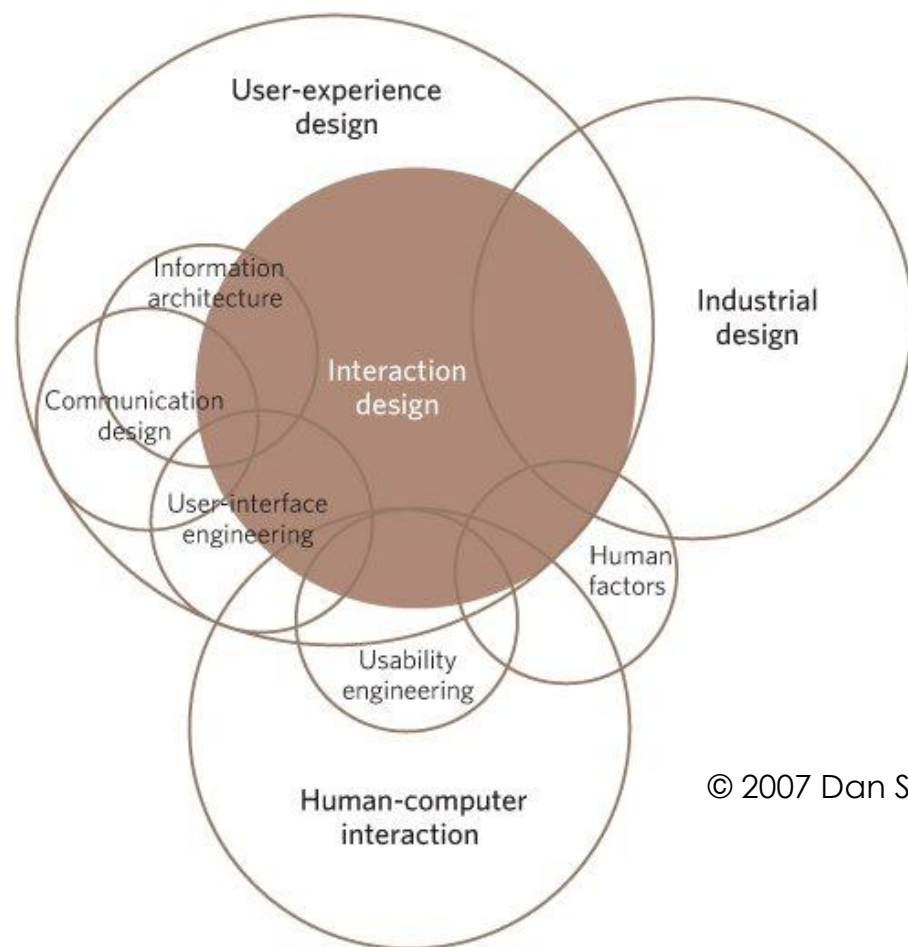 User-experience
design
Industrial
design
Information
architecture
Interaction
design
Communication
design
User-interface
engineering
Human
factors
Usability
engineering
Human-computer
interaction
© 2007 Dan S